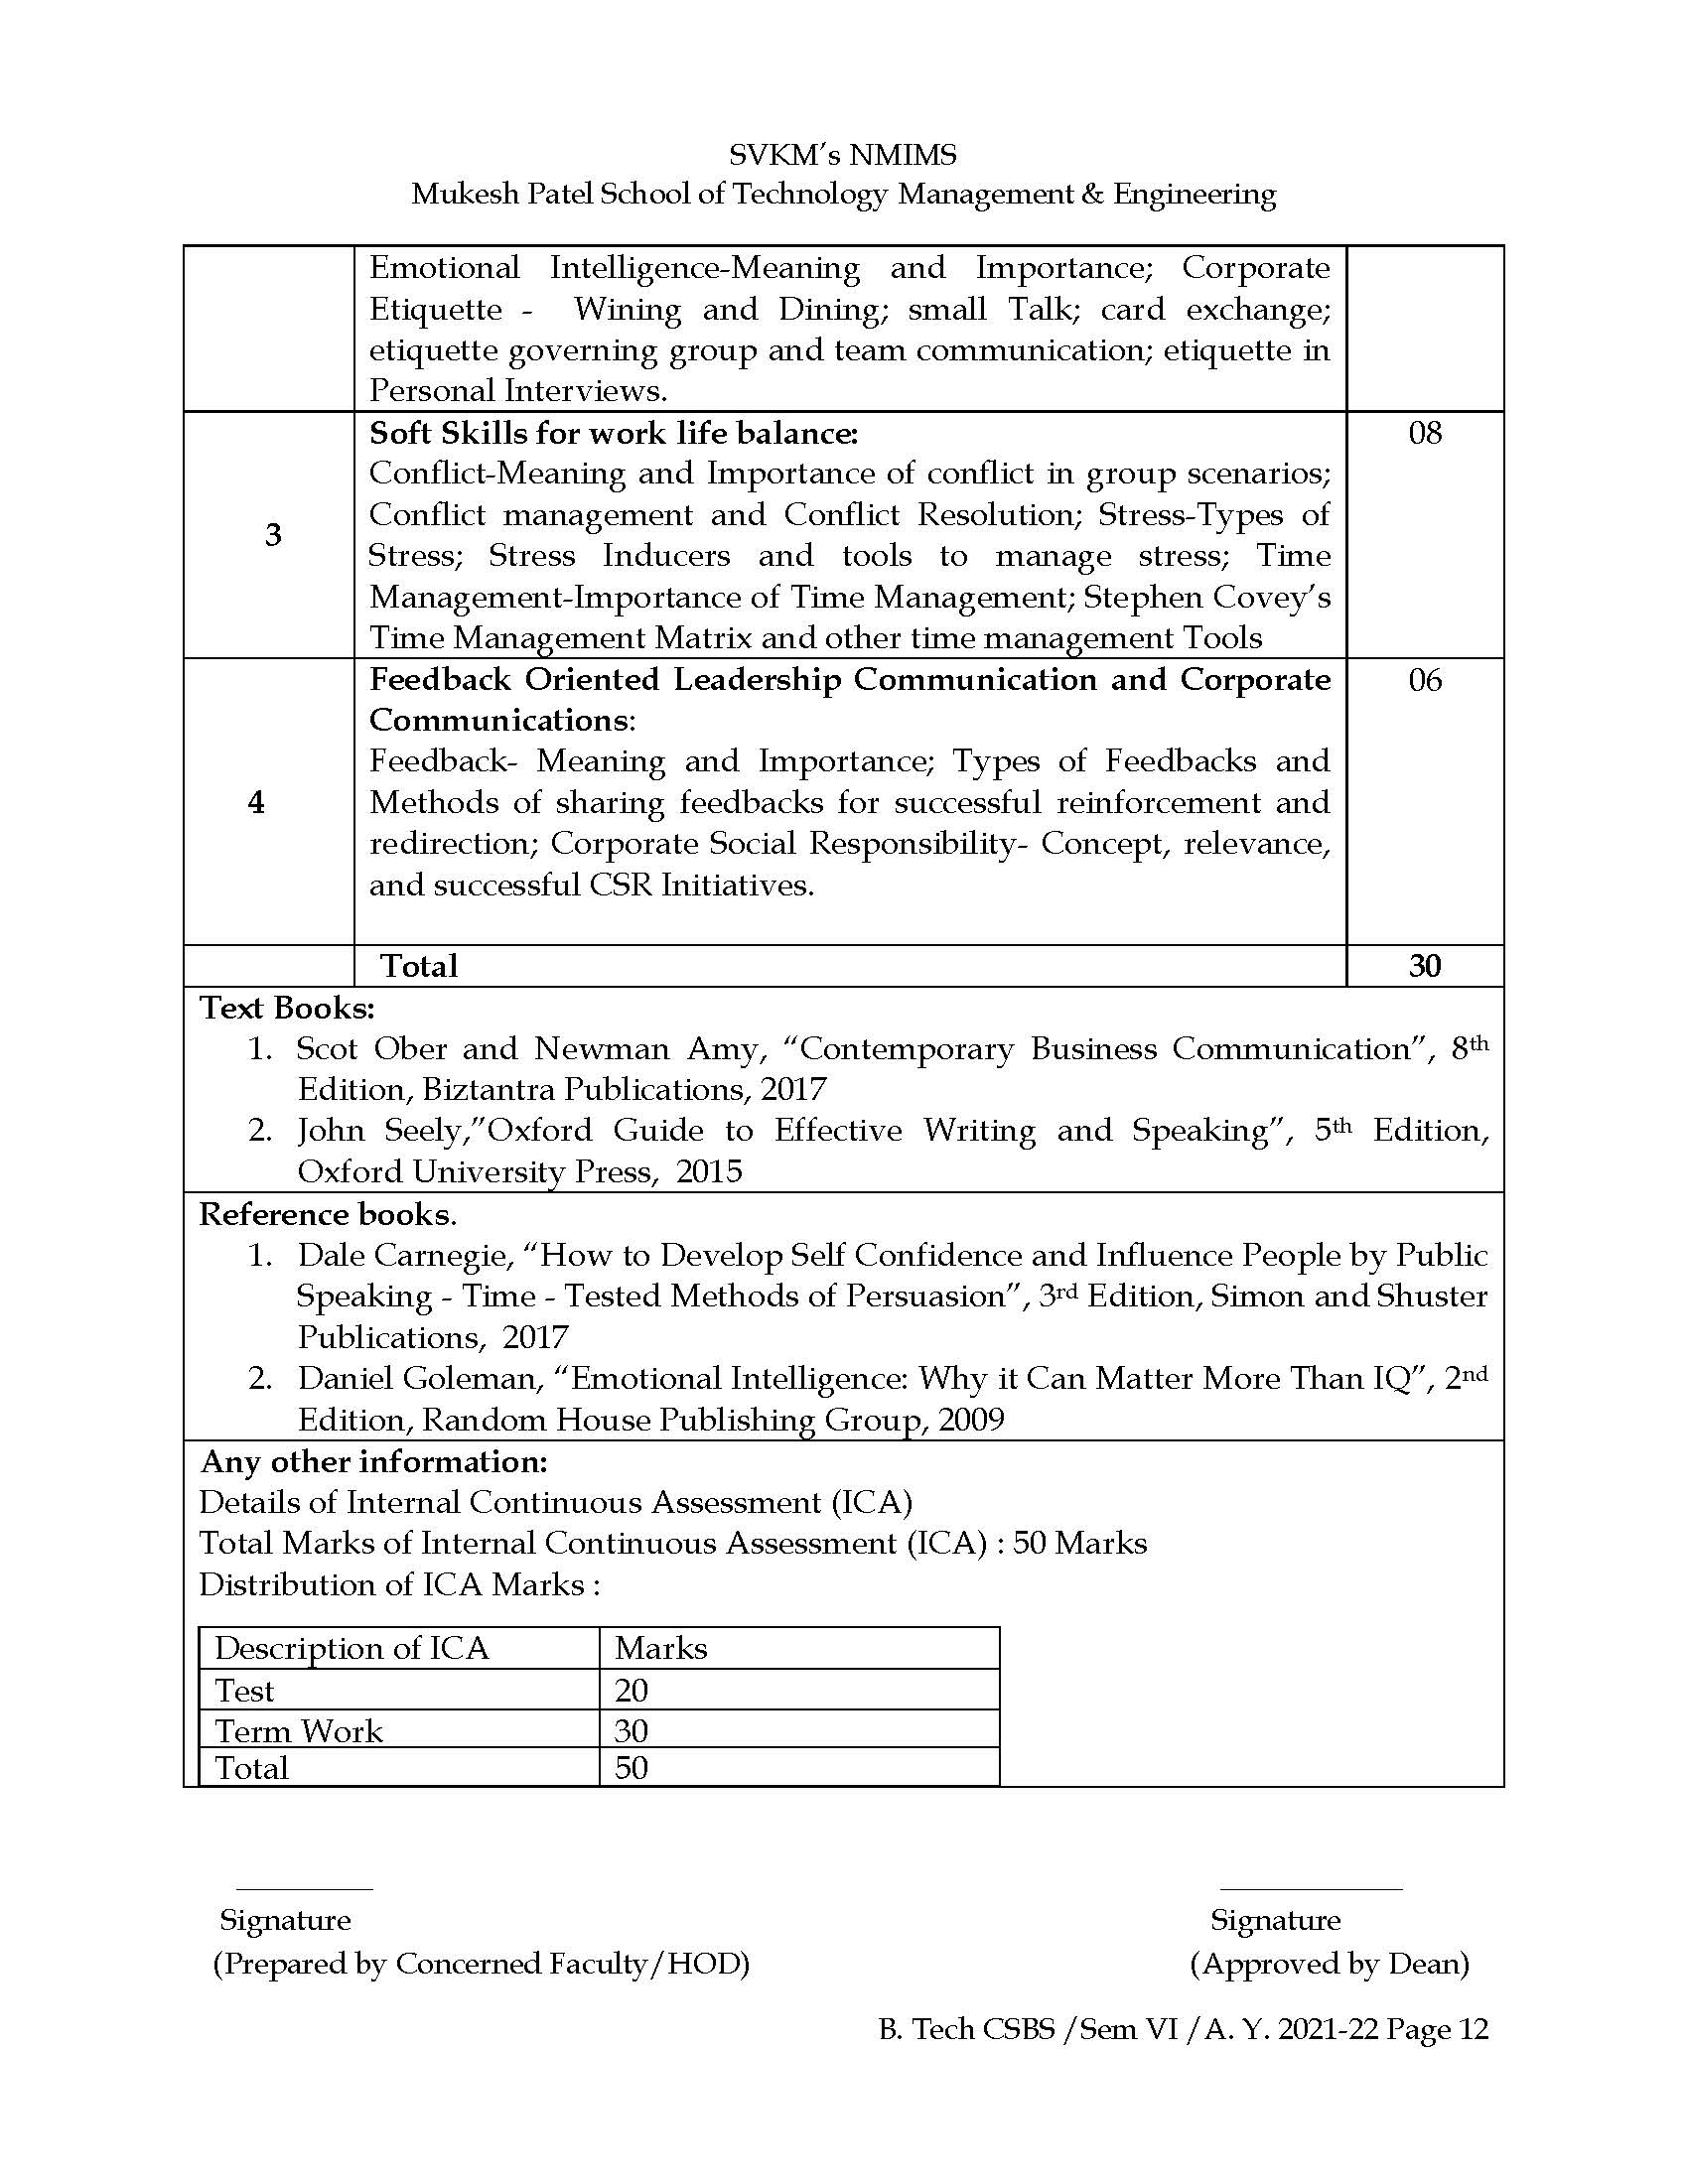 SVKM's NMIMS
Mukesh Patel School of Technology Management & Engineering
Emotional Intelligence-Meaning and Importance; Corporate
Etiquette - Wining and Dining; small Talk; card exchange;
etiquette governing group and team communication; etiquette in
Personal Interviews.
3
Soft Skills for work life balance:
08
Conflict-Meaning and Importance of conflict in group scenarios;
Conflict management and Conflict Resolution; Stress-Types of
Stress; Stress Inducers and tools to manage stress; Time
Management-Importance of Time Management; Stephen Covey's
Time Management Matrix and other time management Tools
4
Feedback Oriented Leadership Communication and Corporate
06
Communications:
Feedback- Meaning and Importance; Types of Feedbacks and
Methods of sharing feedbacks for successful reinforcement and
redirection; Corporate Social Responsibility- Concept, relevance,
and successful CSR Initiatives.
Total 30
Text Books:
1. Scot Ober and Newman Amy, “Contemporary Business Communication”, 8th
Edition, Biztantra Publications, 2017
2. John Seely,”Oxford Guide to Effective Writing and Speaking”, 5th Edition,
Oxford University Press, 2015
Reference books.
1. Dale Carnegie, “How to Develop Self Confidence and Influence People by Public
Speaking - Time - Tested Methods of Persuasion”, 3rd Edition, Simon and Shuster
Publications, 2017
2. Daniel Goleman, “Emotional Intelligence: Why it Can Matter More Than IQ”, 2nd
Edition, Random House Publishing Group, 2009
Any other information:
Details of Internal Continuous Assessment (ICA)
Total Marks of Internal Continuous Assessment (ICA) : 50 Marks
Distribution of ICA Marks :
Description of ICA Marks
Test 20
Term Work 30
Total 50
Signature Signature
(Prepared by Concerned Faculty/HOD) (Approved by Dean)
B. Tech CSBS /Sem VI /A. Y. 2021-22 Page 12